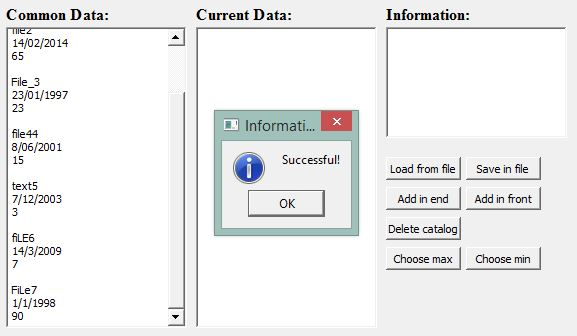 Common Data:
file2
14/02/2014
65
File_3
23/01/1997
23
file44
8/06/2001
15
text5
7/12/2003
3
fiLE6
14/3/2009
7
FiLe7
1/1/1998
90
Current Data:
Informati...
Successful!
OK
Information:
Load from file
Save in file
Add in end
Add in front
Delete catalog
Choose max
Choose min